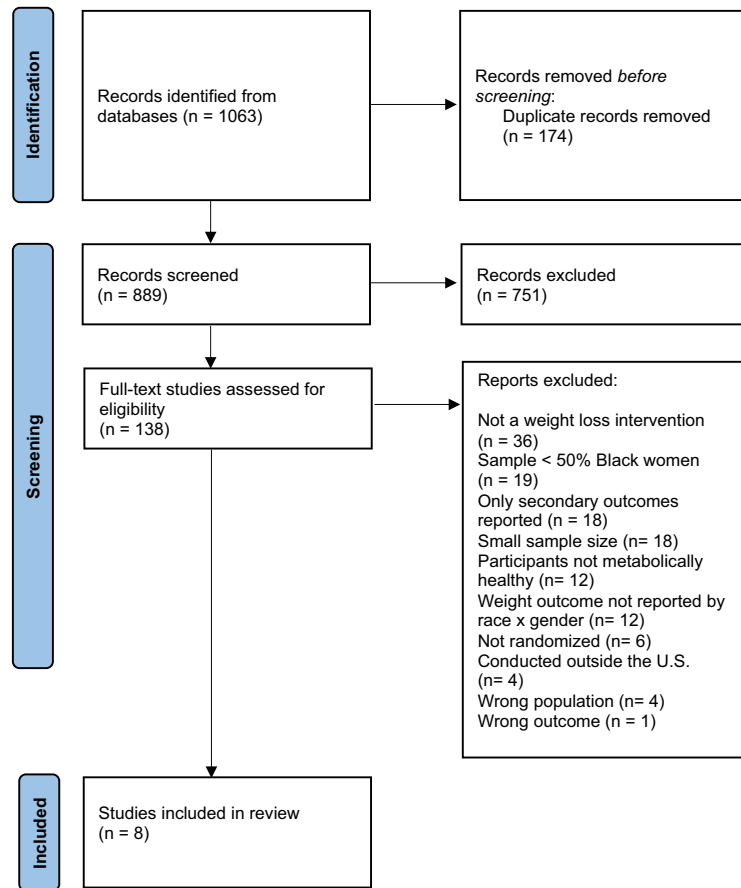 Identification
Records identified from
databases (n = 1063)
Records removed before
screening:
Duplicate records removed
(n = 174)
Screening
Records screened
(n = 889)
Records excluded
(n = 751)
Full-text studies assessed for
eligibility
(n = 138)
Reports excluded:
Not a weight loss intervention
(n = 36)
Sample < 50% Black women
(n = 19)
Only secondary outcomes
reported (n = 18)
Small sample size (n= 18)
Participants not metabolically
healthy (n= 12)
Weight outcome not reported by
race x gender (n= 12)
Not randomized (n= 6)
Conducted outside the U.S.
(n= 4)
Wrong population (n= 4)
Wrong outcome (n = 1)
Included
Studies included in review
(n = 8)